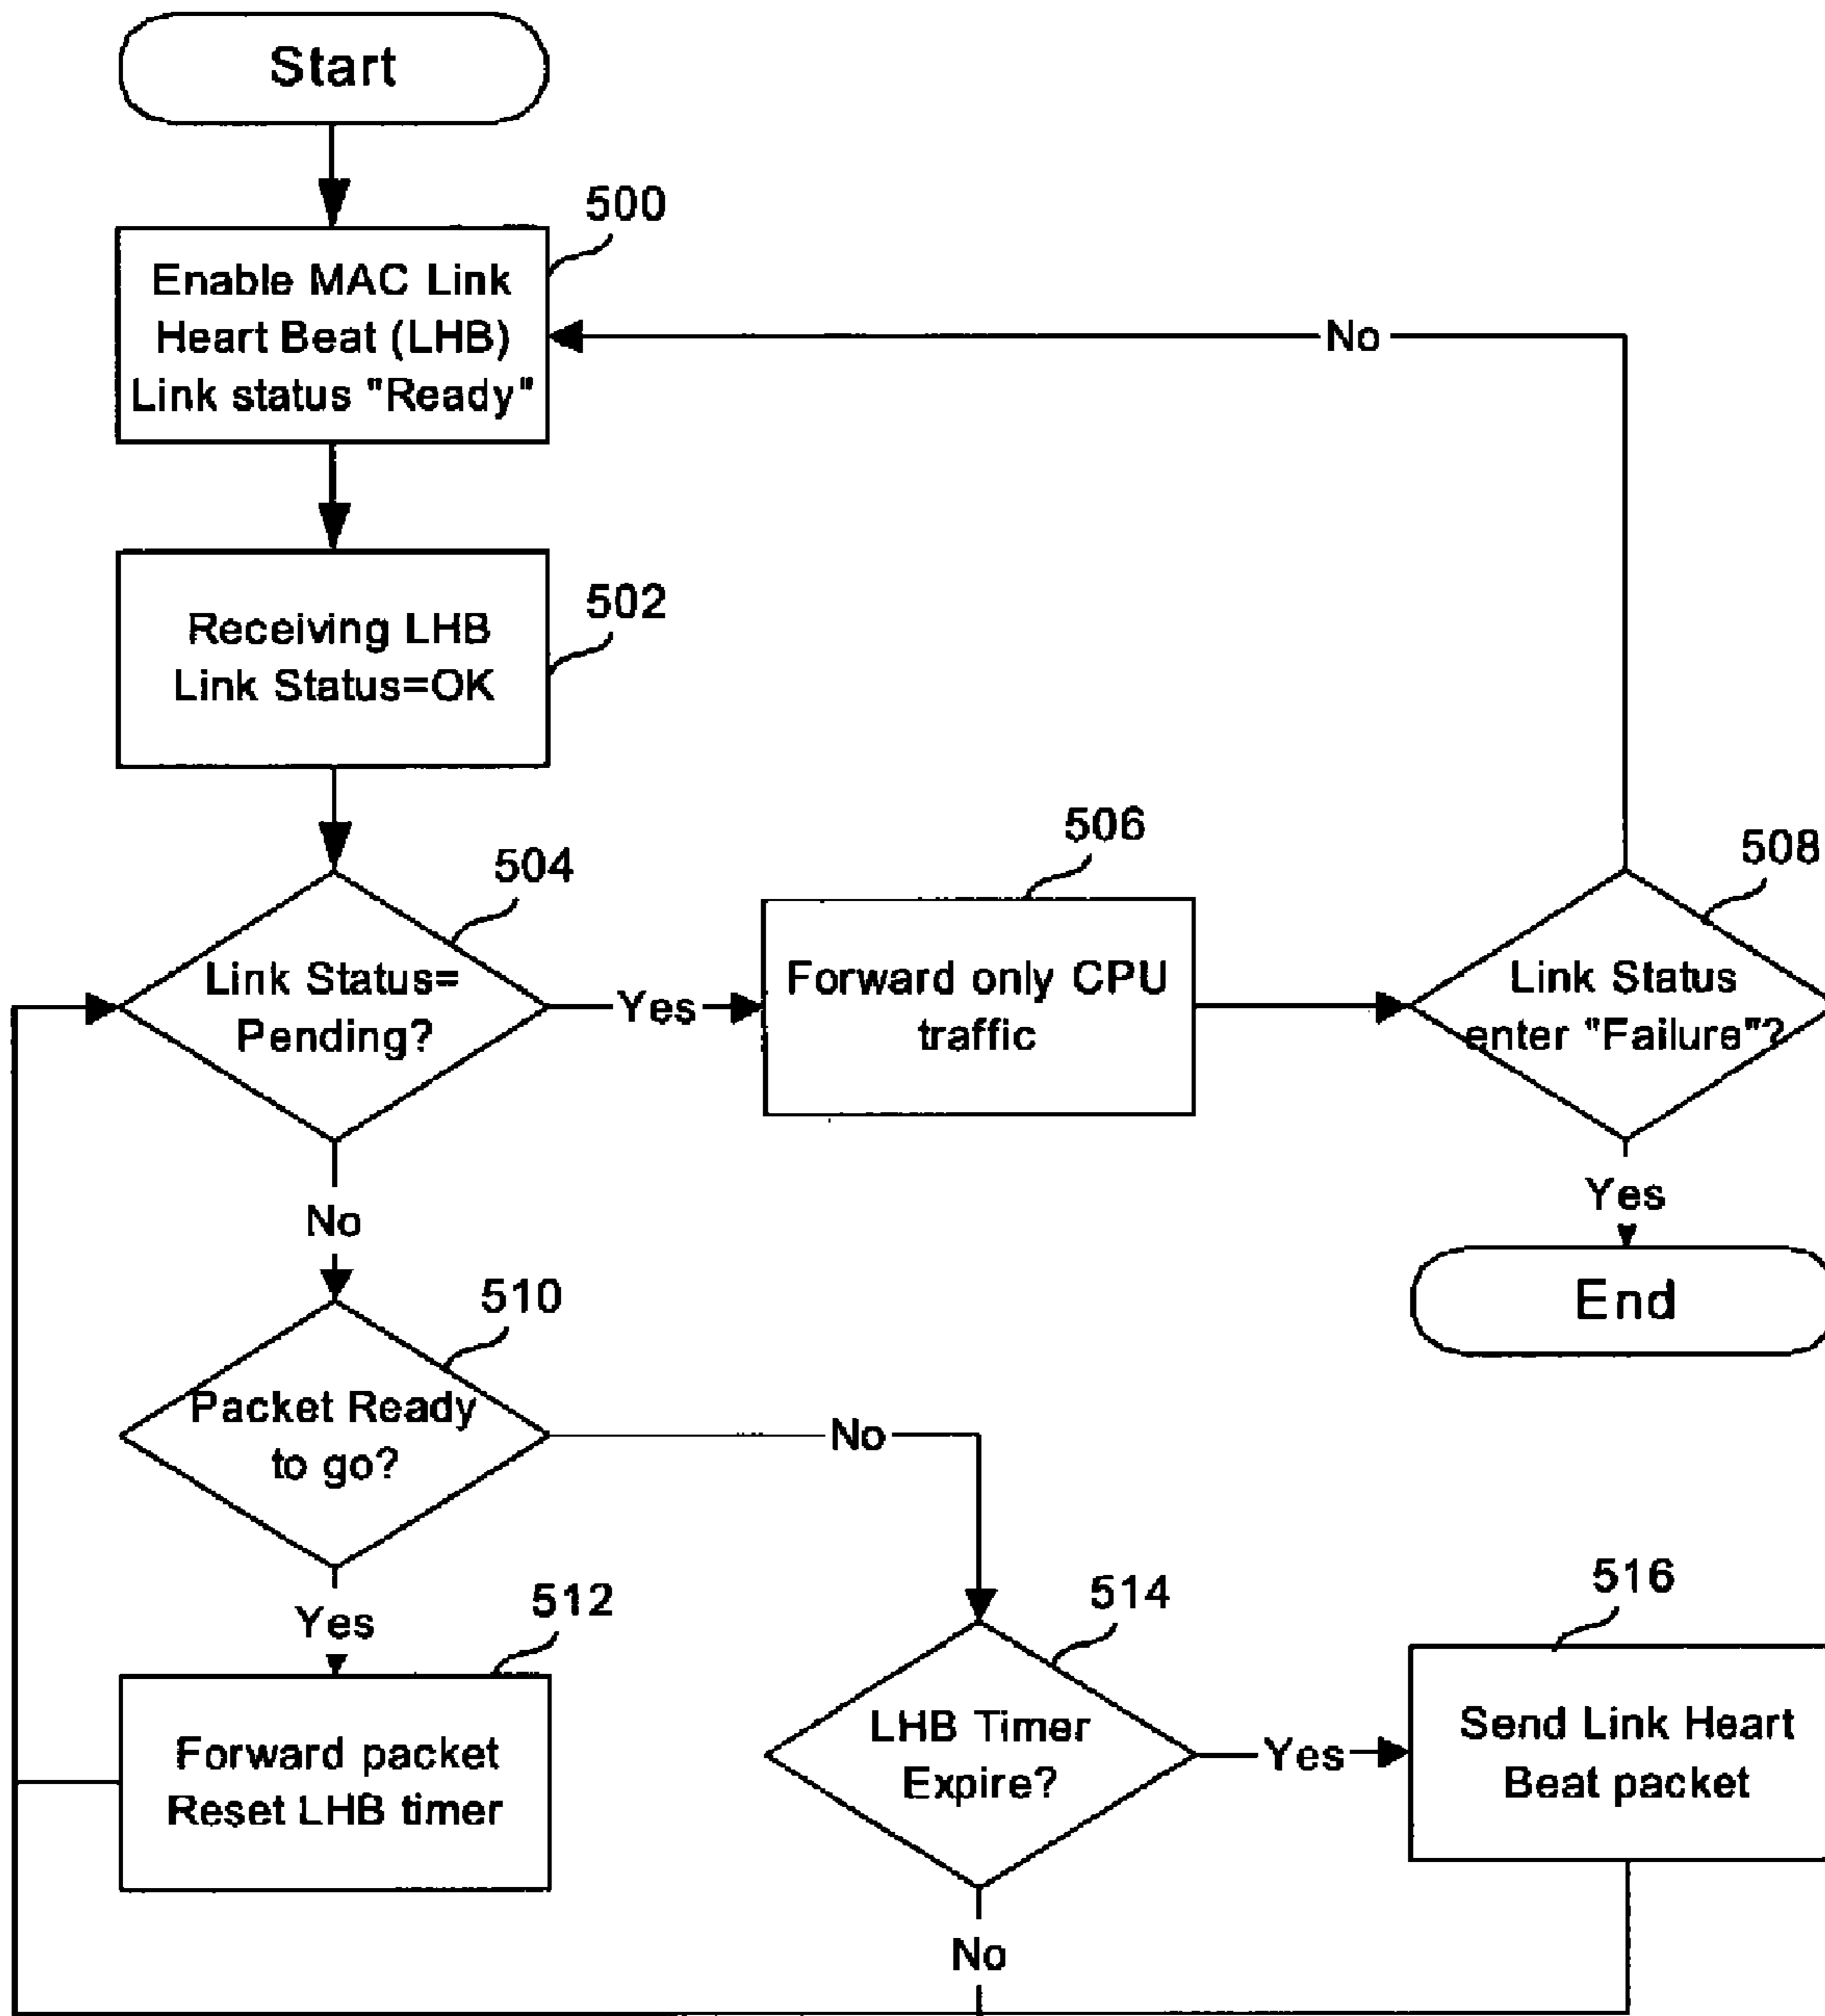 Start
500
Enable MAC Link
Heart Beat (LHB)
Link status "Ready"
No
502
Receiving LHB
Link Status=OK
504
Link Status=
Pending?
Yes
506
Forward only CPU
traffic
508
Link Status
enter "Failure"?
Yes
End
No
510
Packet Ready
to go?
No
Yes
512
Forward packet
Reset LHB timer
514
LHB Timer
Expire?
Yes
516
Send Link Heart
Beat packet
No